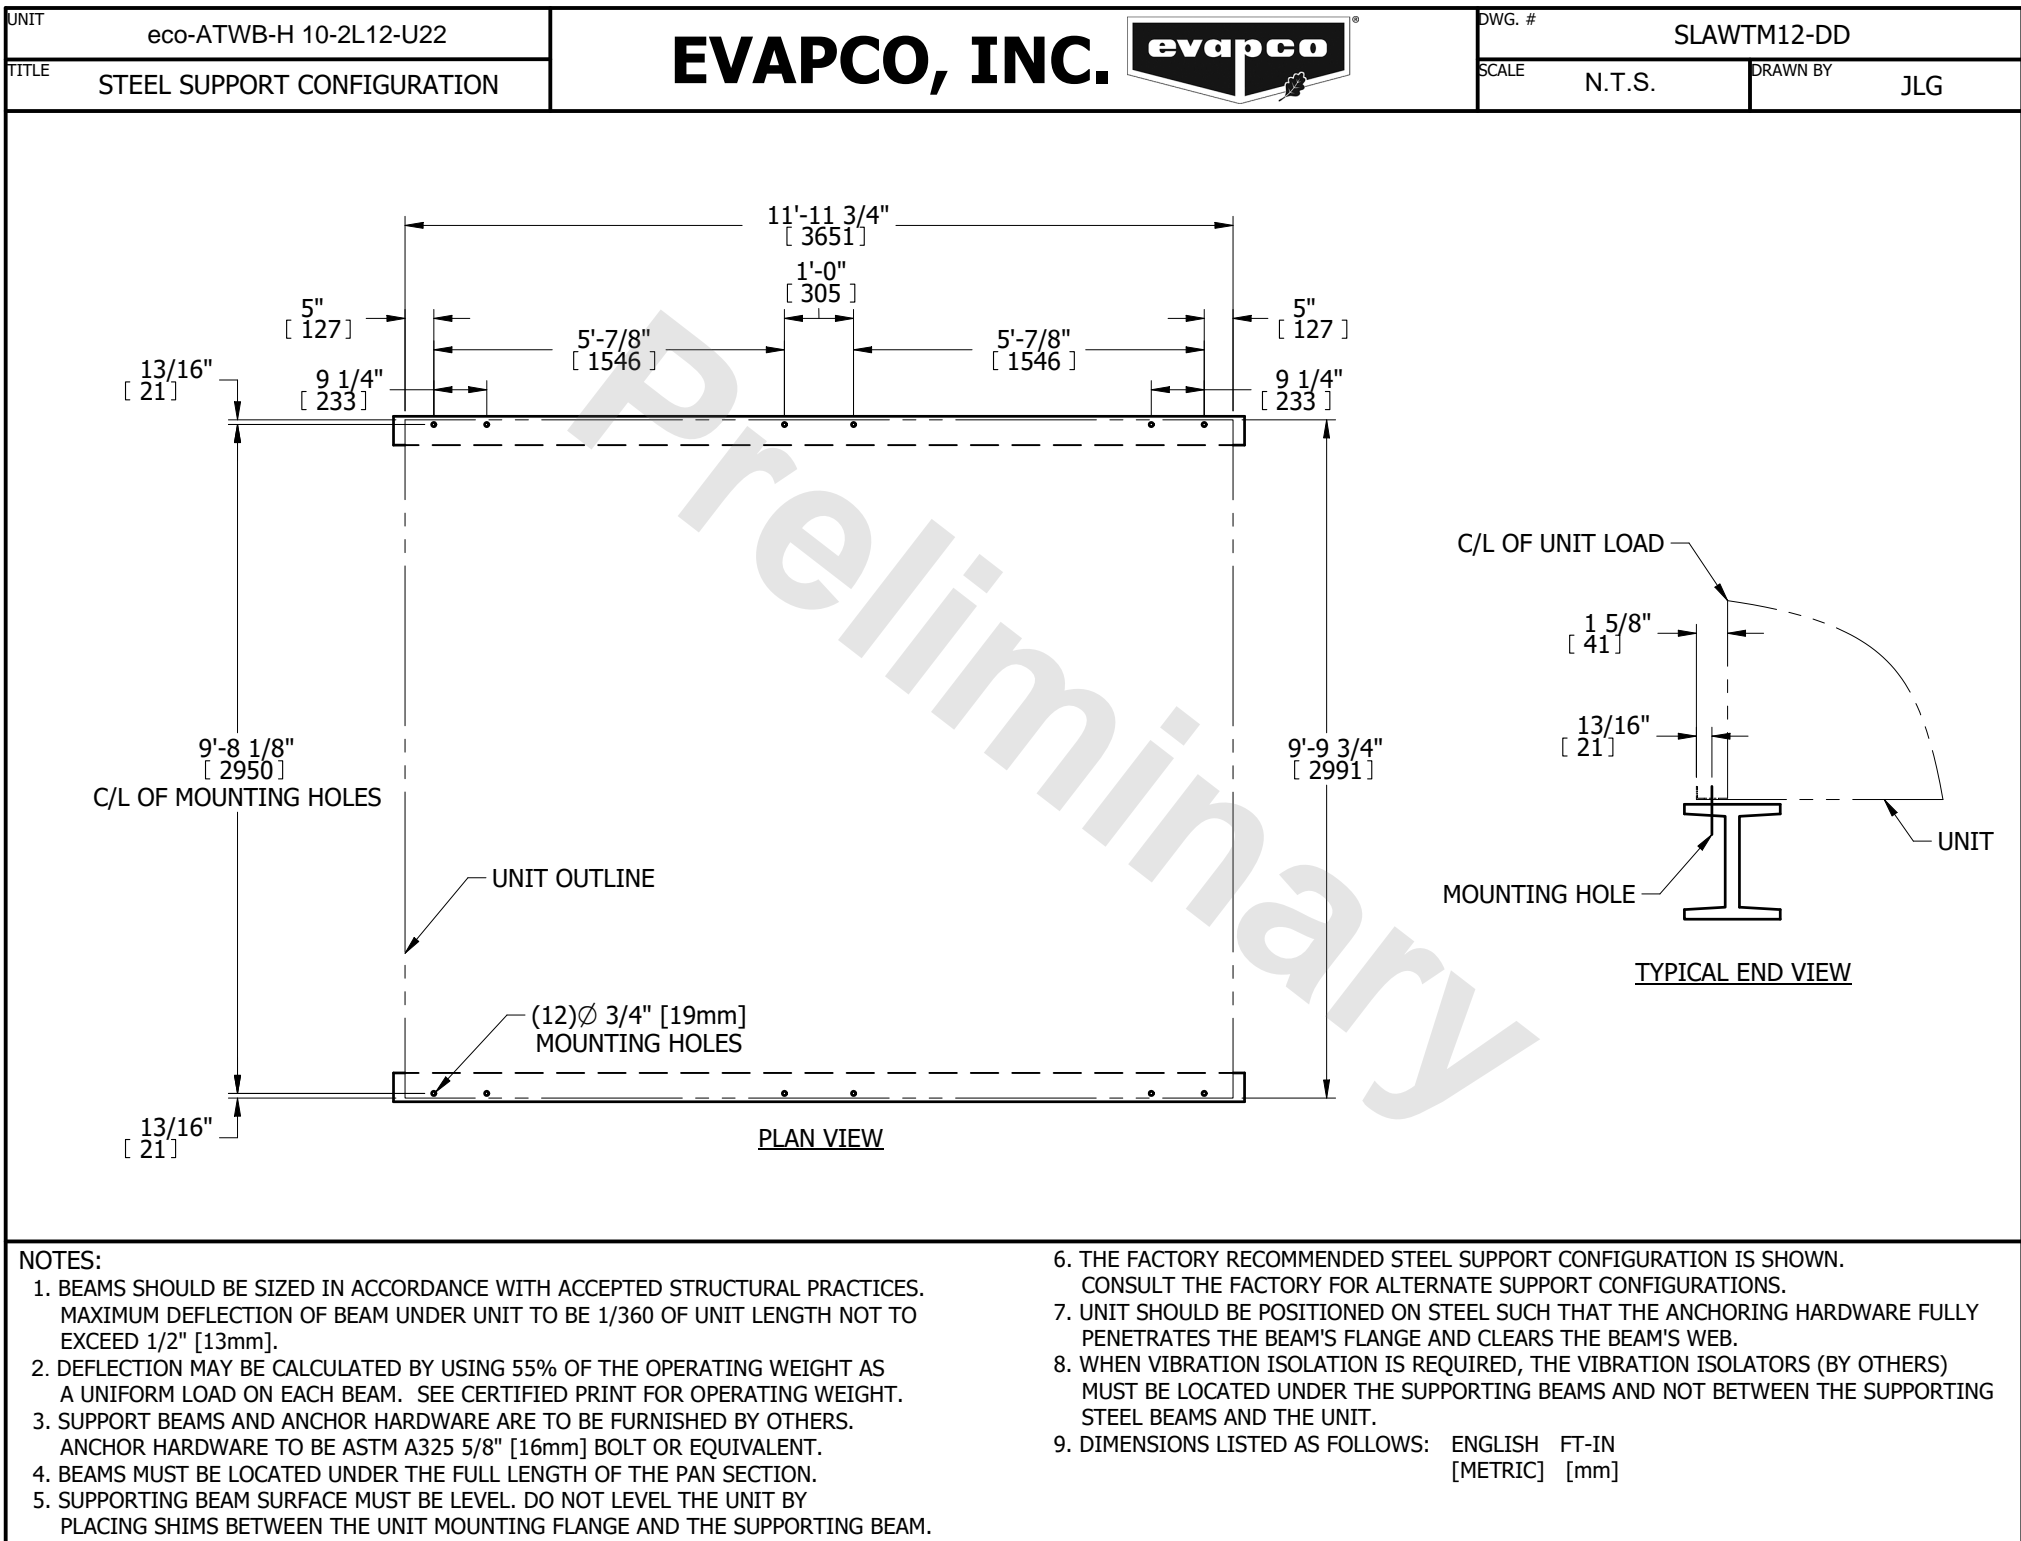 UNIT
eco-ATWB-H 10-2L12-U22
TITLE
STEEL SUPPORT CONFIGURATION
EVAPCO, INC.
evapco
®
DWG. #
SLAWTM12-DD
SCALE
N.T.S.
DRAWN BY
JLG
11'-11 3/4"
[ 3651 ]
1'-0"
[ 305 ]
5"
[ 127 ]
5"
[ 127 ]
5'-7/8"
[ 1546 ]
5'-7/8"
[ 1546 ]
13/16"
[ 21 ]
9 1/4"
[ 233 ]
9 1/4"
[ 233 ]
Preliminary
C/L OF UNIT LOAD
1 5/8"
[ 41 ]
13/16"
[ 21 ]
9'-8 1/8"
[ 2950 ]
C/L OF MOUNTING HOLES
9'-9 3/4"
[ 2991 ]
UNIT
MOUNTING HOLE
TYPICAL END VIEW
UNIT OUTLINE
(12)∅ 3/4" [19mm]
MOUNTING HOLES
13/16"
[ 21 ]
PLAN VIEW
NOTES:
1. BEAMS SHOULD BE SIZED IN ACCORDANCE WITH ACCEPTED STRUCTURAL PRACTICES.
MAXIMUM DEFLECTION OF BEAM UNDER UNIT TO BE 1/360 OF UNIT LENGTH NOT TO
EXCEED 1/2" [13mm].
2. DEFLECTION MAY BE CALCULATED BY USING 55% OF THE OPERATING WEIGHT AS
A UNIFORM LOAD ON EACH BEAM. SEE CERTIFIED PRINT FOR OPERATING WEIGHT.
3. SUPPORT BEAMS AND ANCHOR HARDWARE ARE TO BE FURNISHED BY OTHERS.
ANCHOR HARDWARE TO BE ASTM A325 5/8" [16mm] BOLT OR EQUIVALENT.
4. BEAMS MUST BE LOCATED UNDER THE FULL LENGTH OF THE PAN SECTION.
5. SUPPORTING BEAM SURFACE MUST BE LEVEL. DO NOT LEVEL THE UNIT BY
PLACING SHIMS BETWEEN THE UNIT MOUNTING FLANGE AND THE SUPPORTING BEAM.
6. THE FACTORY RECOMMENDED STEEL SUPPORT CONFIGURATION IS SHOWN.
CONSULT THE FACTORY FOR ALTERNATE SUPPORT CONFIGURATIONS.
7. UNIT SHOULD BE POSITIONED ON STEEL SUCH THAT THE ANCHORING HARDWARE FULLY
PENETRATES THE BEAM'S FLANGE AND CLEARS THE BEAM'S WEB.
8. WHEN VIBRATION ISOLATION IS REQUIRED, THE VIBRATION ISOLATORS (BY OTHERS)
MUST BE LOCATED UNDER THE SUPPORTING BEAMS AND NOT BETWEEN THE SUPPORTING
STEEL BEAMS AND THE UNIT.
9. DIMENSIONS LISTED AS FOLLOWS: ENGLISH FT-IN
[METRIC] [mm]